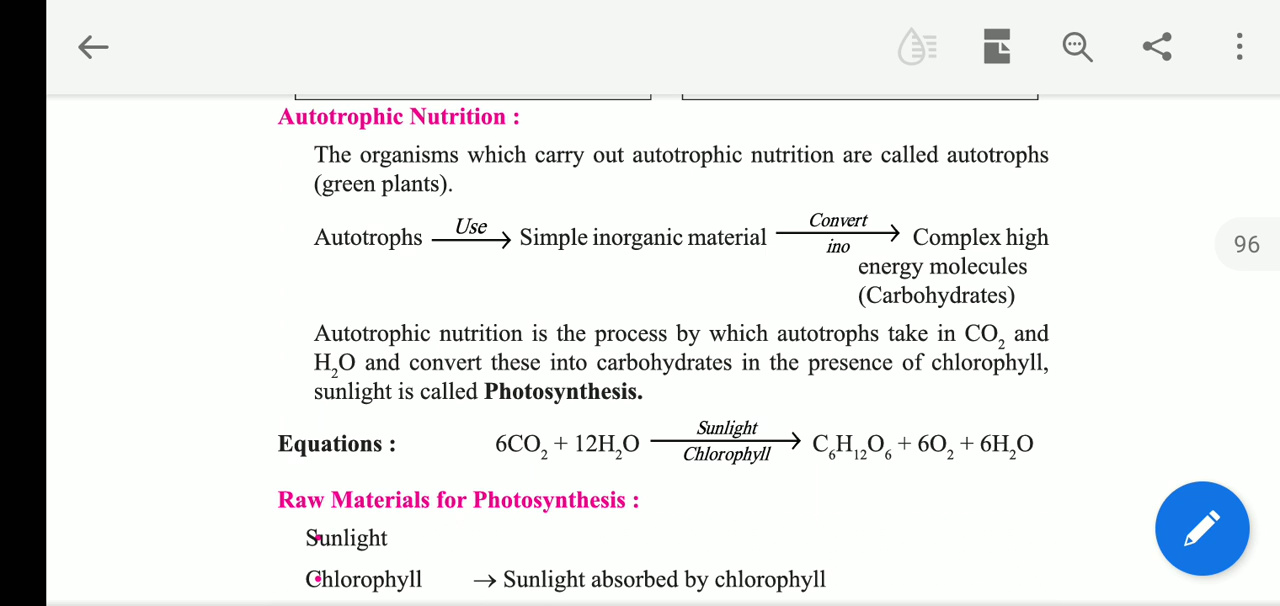 Autotrophic Nutrition :
The organisms which carry out autotrophic nutrition are called autotrophs
(green plants).
Autotrophs —Use→ Simple inorganic material —Convert ino→ Complex high
energy molecules
(Carbohydrates)
96
Autotrophic nutrition is the process by which autotrophs take in CO₂ and
H₂O and convert these into carbohydrates in the presence of chlorophyll,
sunlight is called Photosynthesis.
Equations : 6CO₂ + 12H₂O —Sunlight Chlorophyll→ C₆H₁₂O₆ + 6O₂ + 6H₂O
Raw Materials for Photosynthesis :
Sunlight
Chlorophyll → Sunlight absorbed by chlorophyll